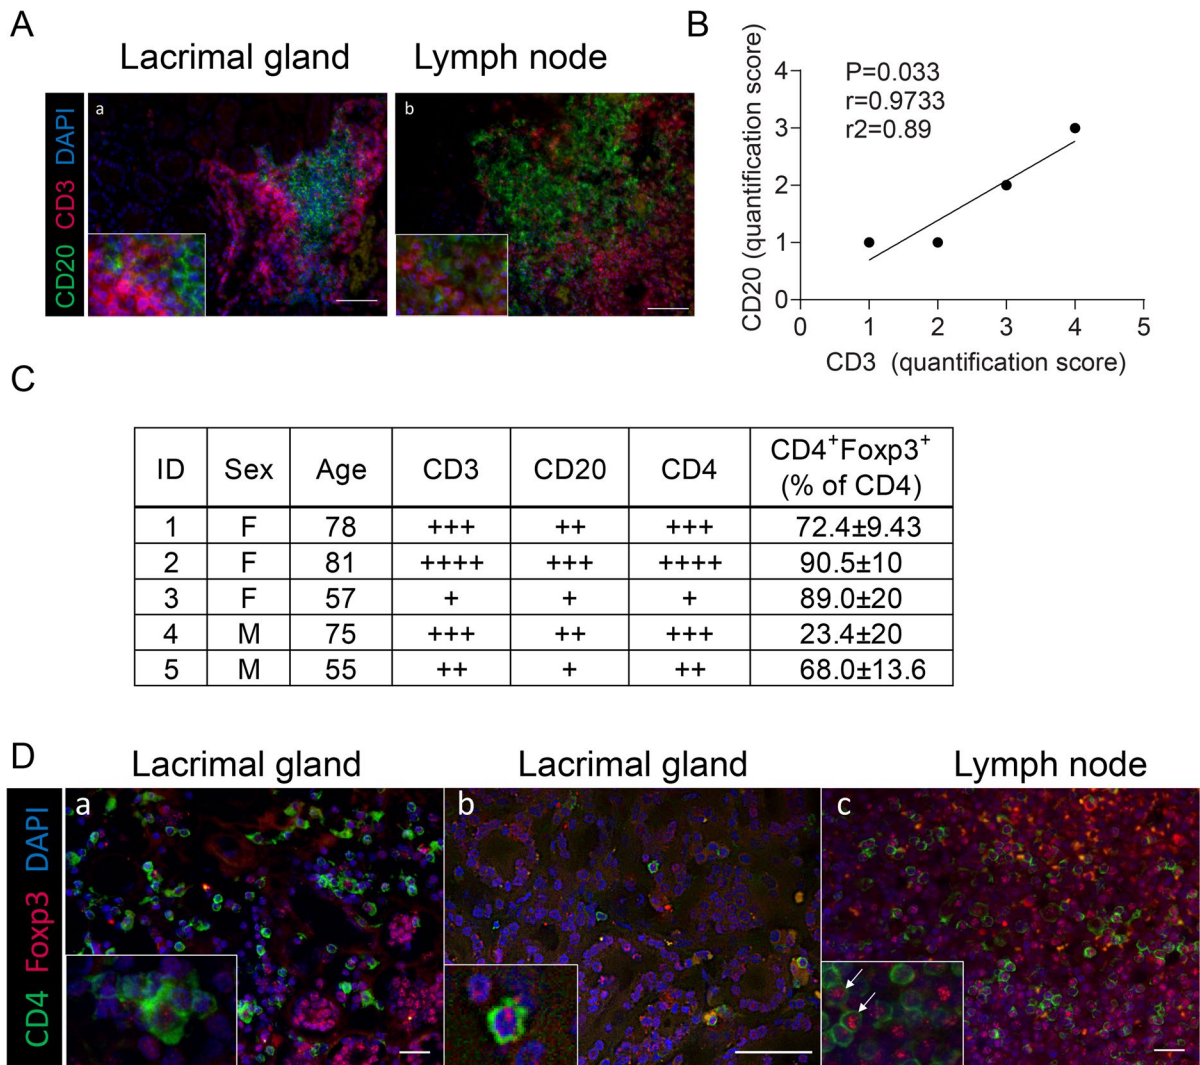 A
B
Lacrimal gland
Lymph node
CD20 CD3 DAPI
a
b
CD20 (quantification score)
4
3
2
1
0
P=0.033
r=0.9733
r2=0.89
0 1 2 3 4 5
CD3 (quantification score)
C
ID Sex Age CD3 CD20 CD4 CD4⁺Foxp3⁺
(% of CD4)
1 F 78 +++ ++ +++ 72.4±9.43
2 F 81 ++++ +++ ++++ 90.5±10
3 F 57 + + + 89.0±20
4 M 75 +++ ++ +++ 23.4±20
5 M 55 ++ + ++ 68.0±13.6
D
Lacrimal gland
Lacrimal gland
Lymph node
CD4 Foxp3 DAPI
a
b
c